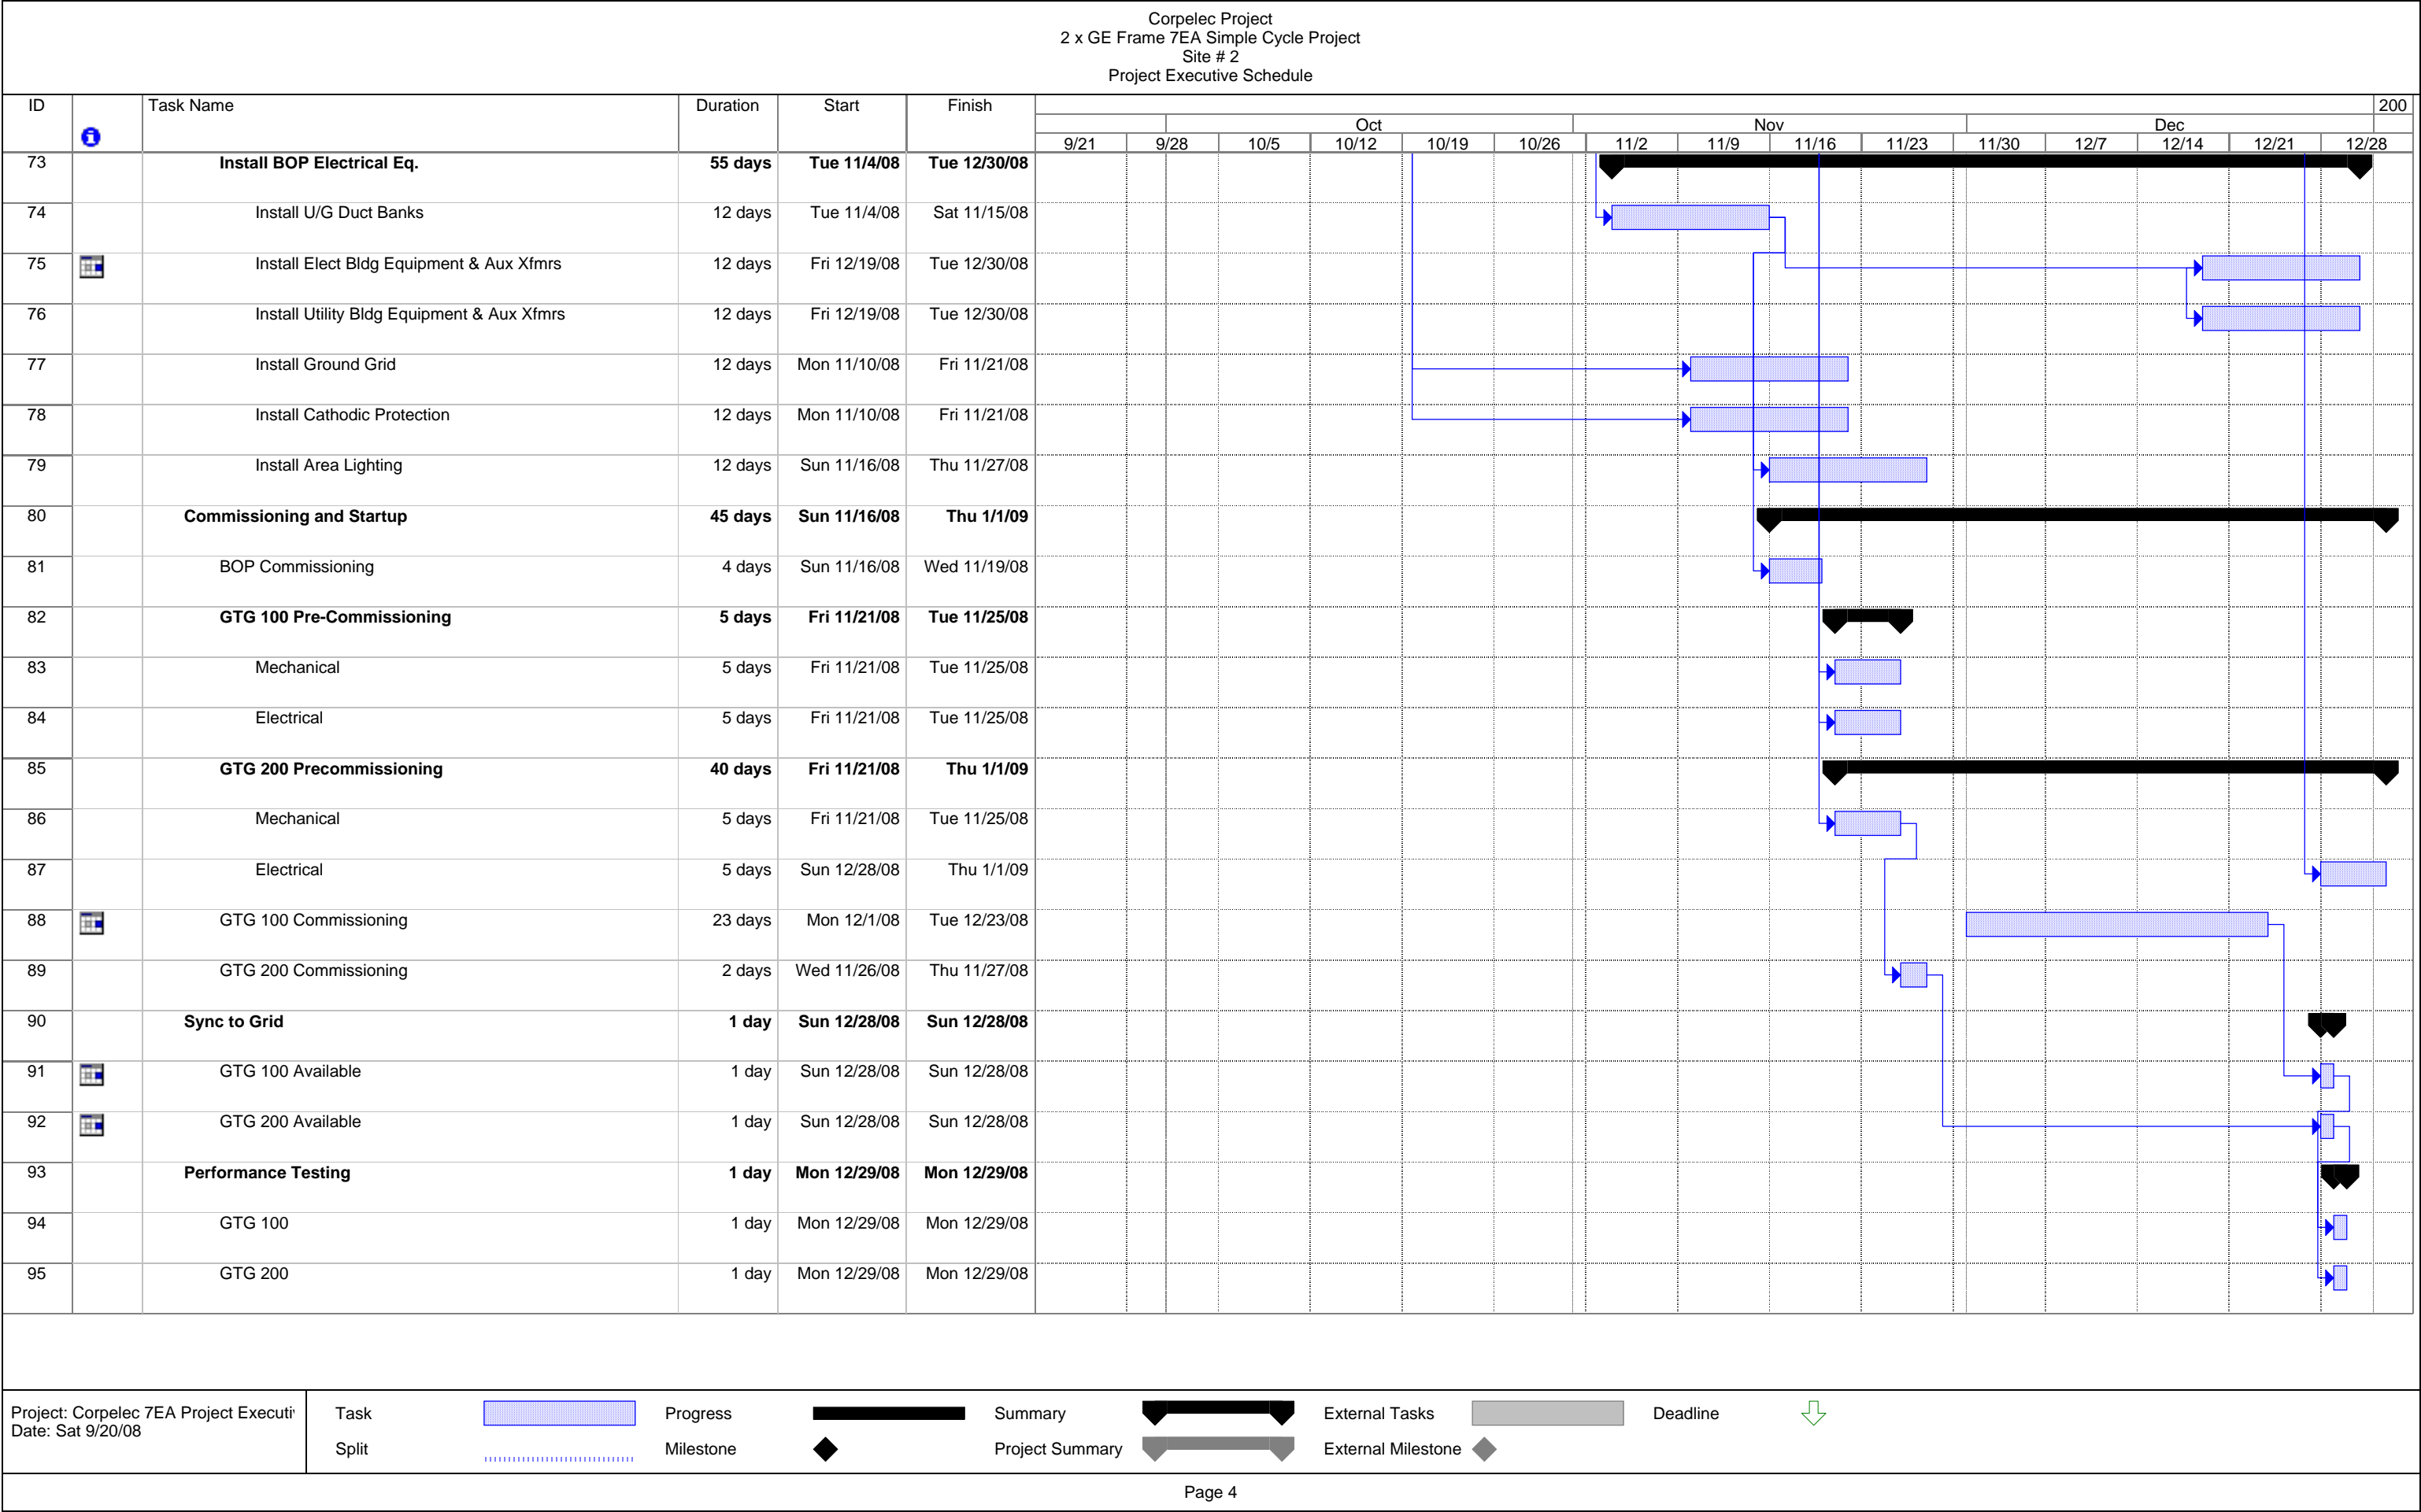 Corpelec Project
2 x GE Frame 7EA Simple Cycle Project
Site # 2
Project Executive Schedule
ID Task Name Duration Start Finish 200
Oct Nov Dec
9/21 9/28 10/5 10/12 10/19 10/26 11/2 11/9 11/16 11/23 11/30 12/7 12/14 12/21 12/28
73 Install BOP Electrical Eq. 55 days Tue 11/4/08 Tue 12/30/08
74 Install U/G Duct Banks 12 days Tue 11/4/08 Sat 11/15/08
75 Install Elect Bldg Equipment & Aux Xfmrs 12 days Fri 12/19/08 Tue 12/30/08
76 Install Utility Bldg Equipment & Aux Xfmrs 12 days Fri 12/19/08 Tue 12/30/08
77 Install Ground Grid 12 days Mon 11/10/08 Fri 11/21/08
78 Install Cathodic Protection 12 days Mon 11/10/08 Fri 11/21/08
79 Install Area Lighting 12 days Sun 11/16/08 Thu 11/27/08
80 Commissioning and Startup 45 days Sun 11/16/08 Thu 1/1/09
81 BOP Commissioning 4 days Sun 11/16/08 Wed 11/19/08
82 GTG 100 Pre-Commissioning 5 days Fri 11/21/08 Tue 11/25/08
83 Mechanical 5 days Fri 11/21/08 Tue 11/25/08
84 Electrical 5 days Fri 11/21/08 Tue 11/25/08
85 GTG 200 Precommissioning 40 days Fri 11/21/08 Thu 1/1/09
86 Mechanical 5 days Fri 11/21/08 Tue 11/25/08
87 Electrical 5 days Sun 12/28/08 Thu 1/1/09
88 GTG 100 Commissioning 23 days Mon 12/1/08 Tue 12/23/08
89 GTG 200 Commissioning 2 days Wed 11/26/08 Thu 11/27/08
90 Sync to Grid 1 day Sun 12/28/08 Sun 12/28/08
91 GTG 100 Available 1 day Sun 12/28/08 Sun 12/28/08
92 GTG 200 Available 1 day Sun 12/28/08 Sun 12/28/08
93 Performance Testing 1 day Mon 12/29/08 Mon 12/29/08
94 GTG 100 1 day Mon 12/29/08 Mon 12/29/08
95 GTG 200 1 day Mon 12/29/08 Mon 12/29/08
Project: Corpelec 7EA Project Executi
Date: Sat 9/20/08
Task Progress Summary External Tasks Deadline
Split Milestone Project Summary External Milestone
Page 4